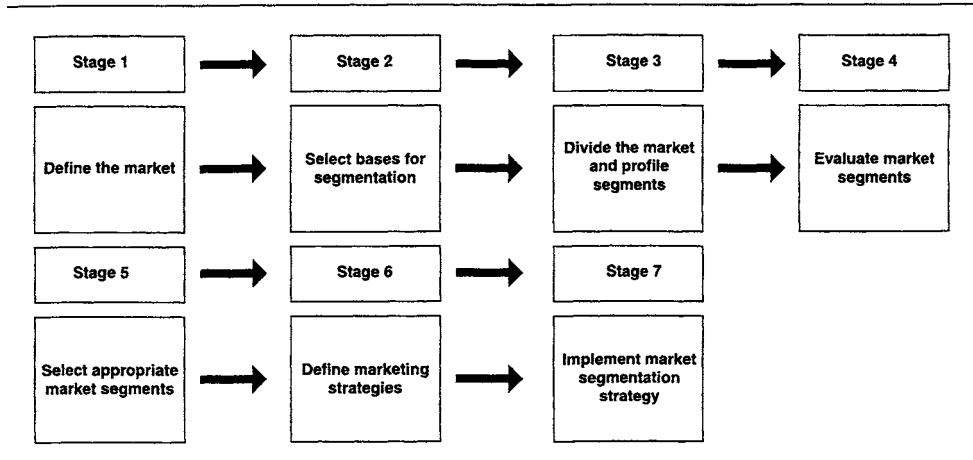 Stage 1
Stage 2
Stage 3
Stage 4
Define the market
Select bases for
segmentation
Divide the market
and profile
segments
Evaluate market
segments
Stage 5
Stage 6
Stage 7
Select appropriate
market segments
Define marketing
strategies
Implement market
segmentation
strategy